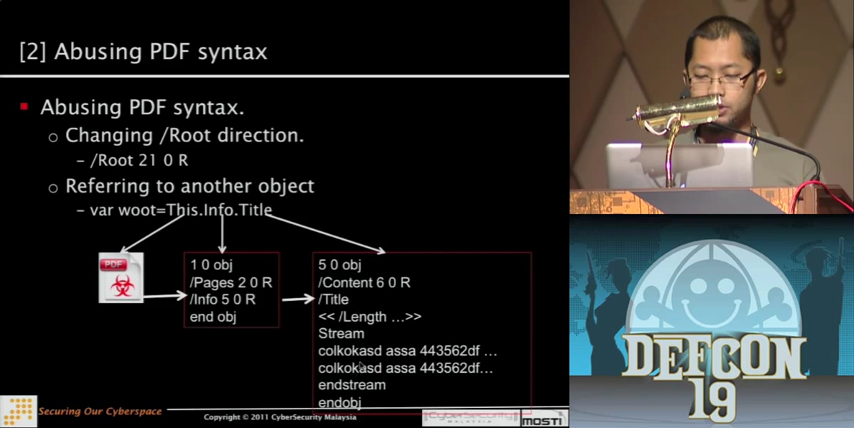 [2] Abusing PDF syntax
Abusing PDF syntax.
Changing /Root direction.
– /Root 21 0 R
Referring to another object
– var woot=This.Info.Title
PDF
1 0 obj
/Pages 2 0 R
/Info 5 0 R
end obj
5 0 obj
/Content 6 0 R
/Title
<< /Length ...>>
Stream
colkokasd assa 443562df ...
colkokasd assa 443562df...
endstream
endobj
Securing Our Cyberspace
Copyright © 2011 CyberSecurity Malaysia
CyberSecurity
MALAYSIA
MOSTI
DEFCON
19